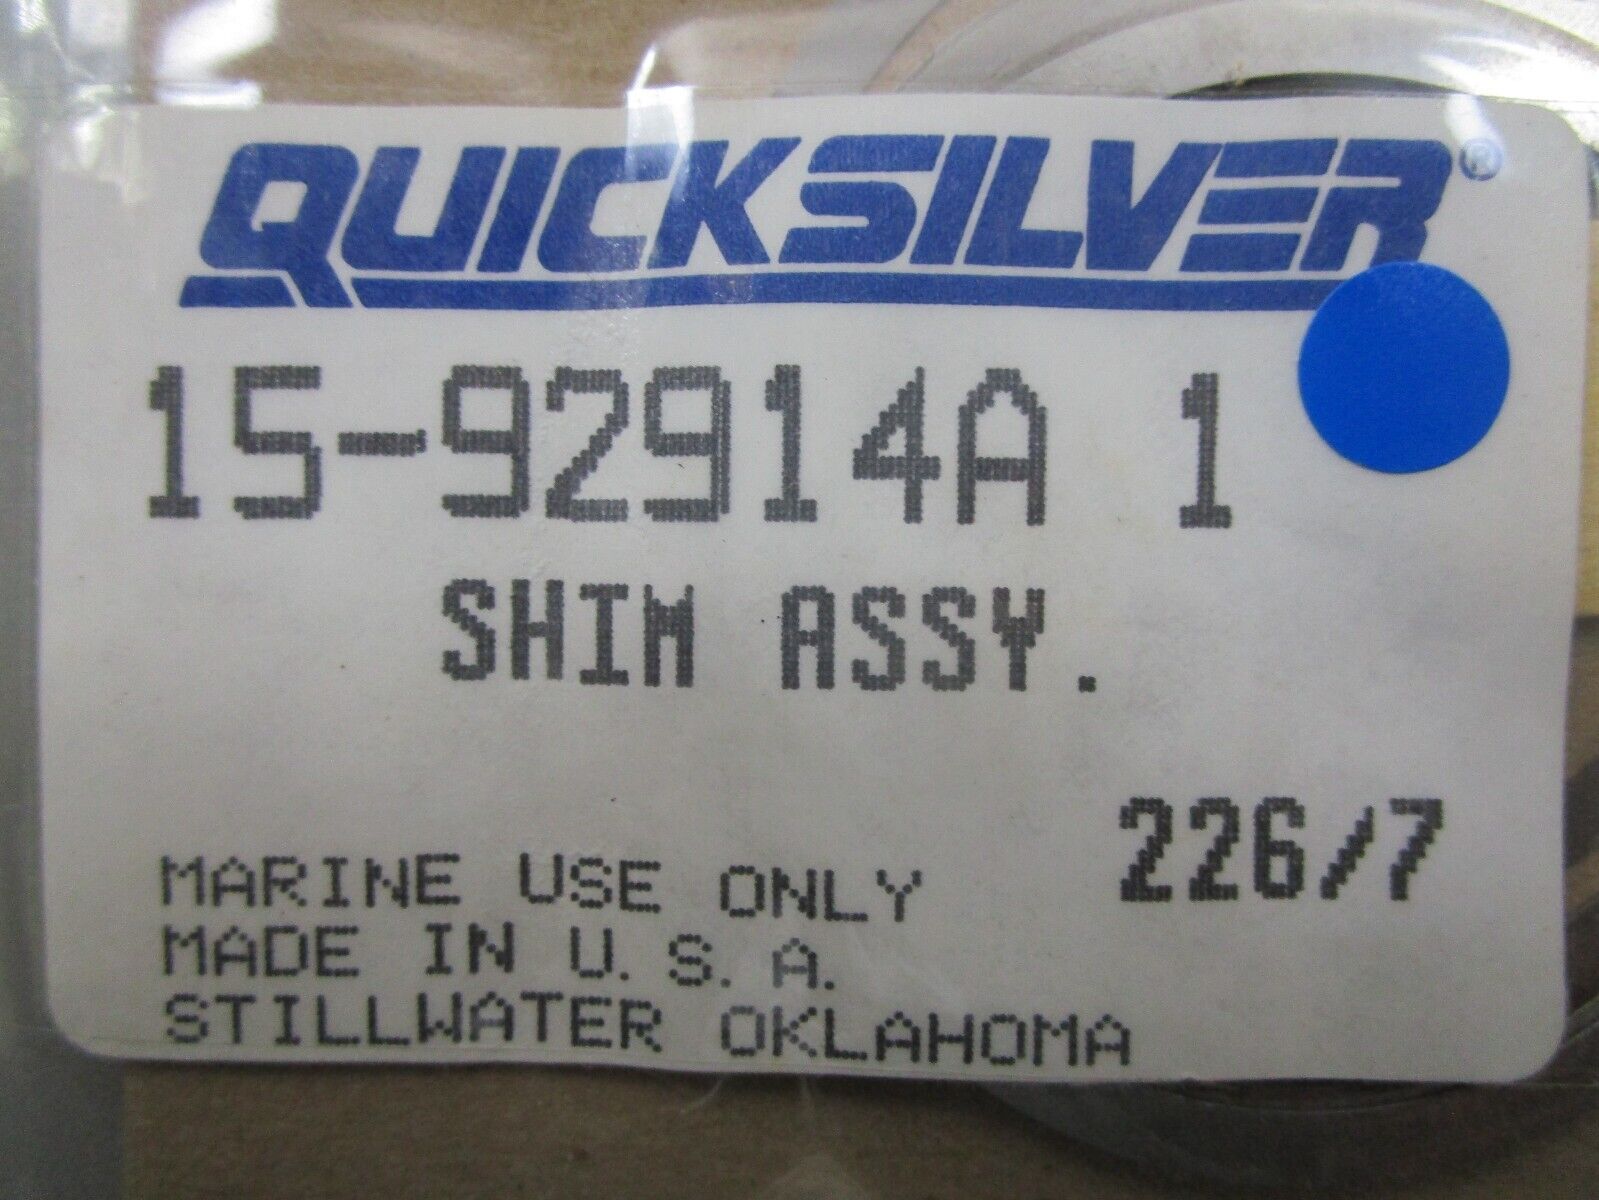 QUICKSILVER®
15-92914A 1
SHIM ASSY.
226/7
MARINE USE ONLY
MADE IN U.S.A.
STILLWATER OKLAHOMA